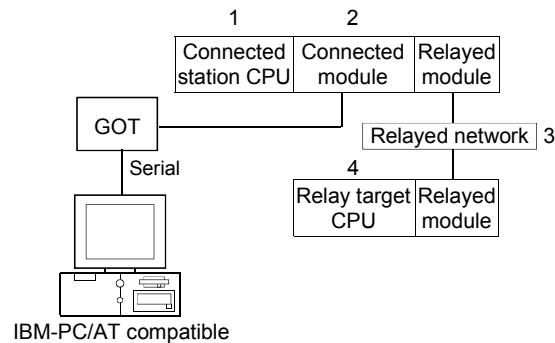 1 2
Connected Connected Relayed
station CPU module module
GOT
Relayed network 3
Serial
4
Relay target Relayed
CPU module
IBM-PC/AT compatible